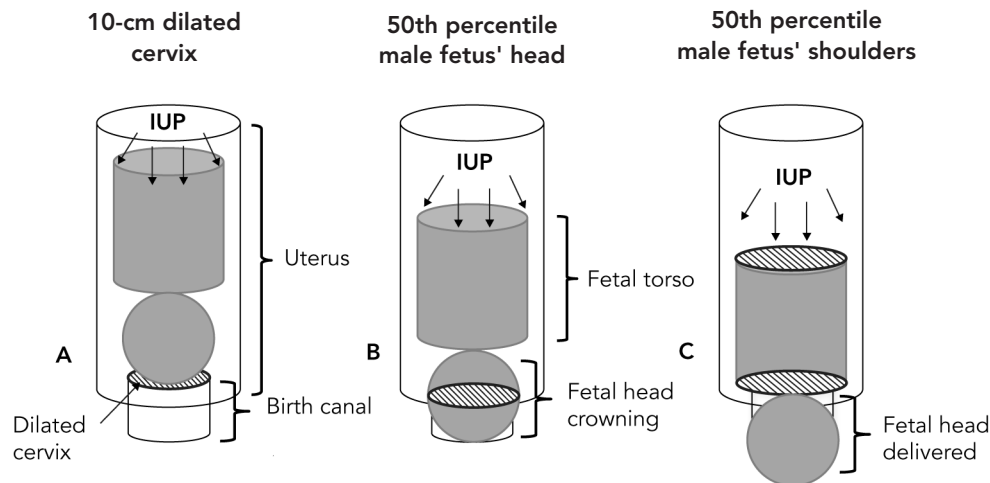 10-cm dilated
cervix
50th percentile
male fetus' head
50th percentile
male fetus' shoulders
IUP
IUP
IUP
Uterus
Fetal torso
A
B
C
Birth canal
Dilated
cervix
Fetal head
crowning
Fetal head
delivered